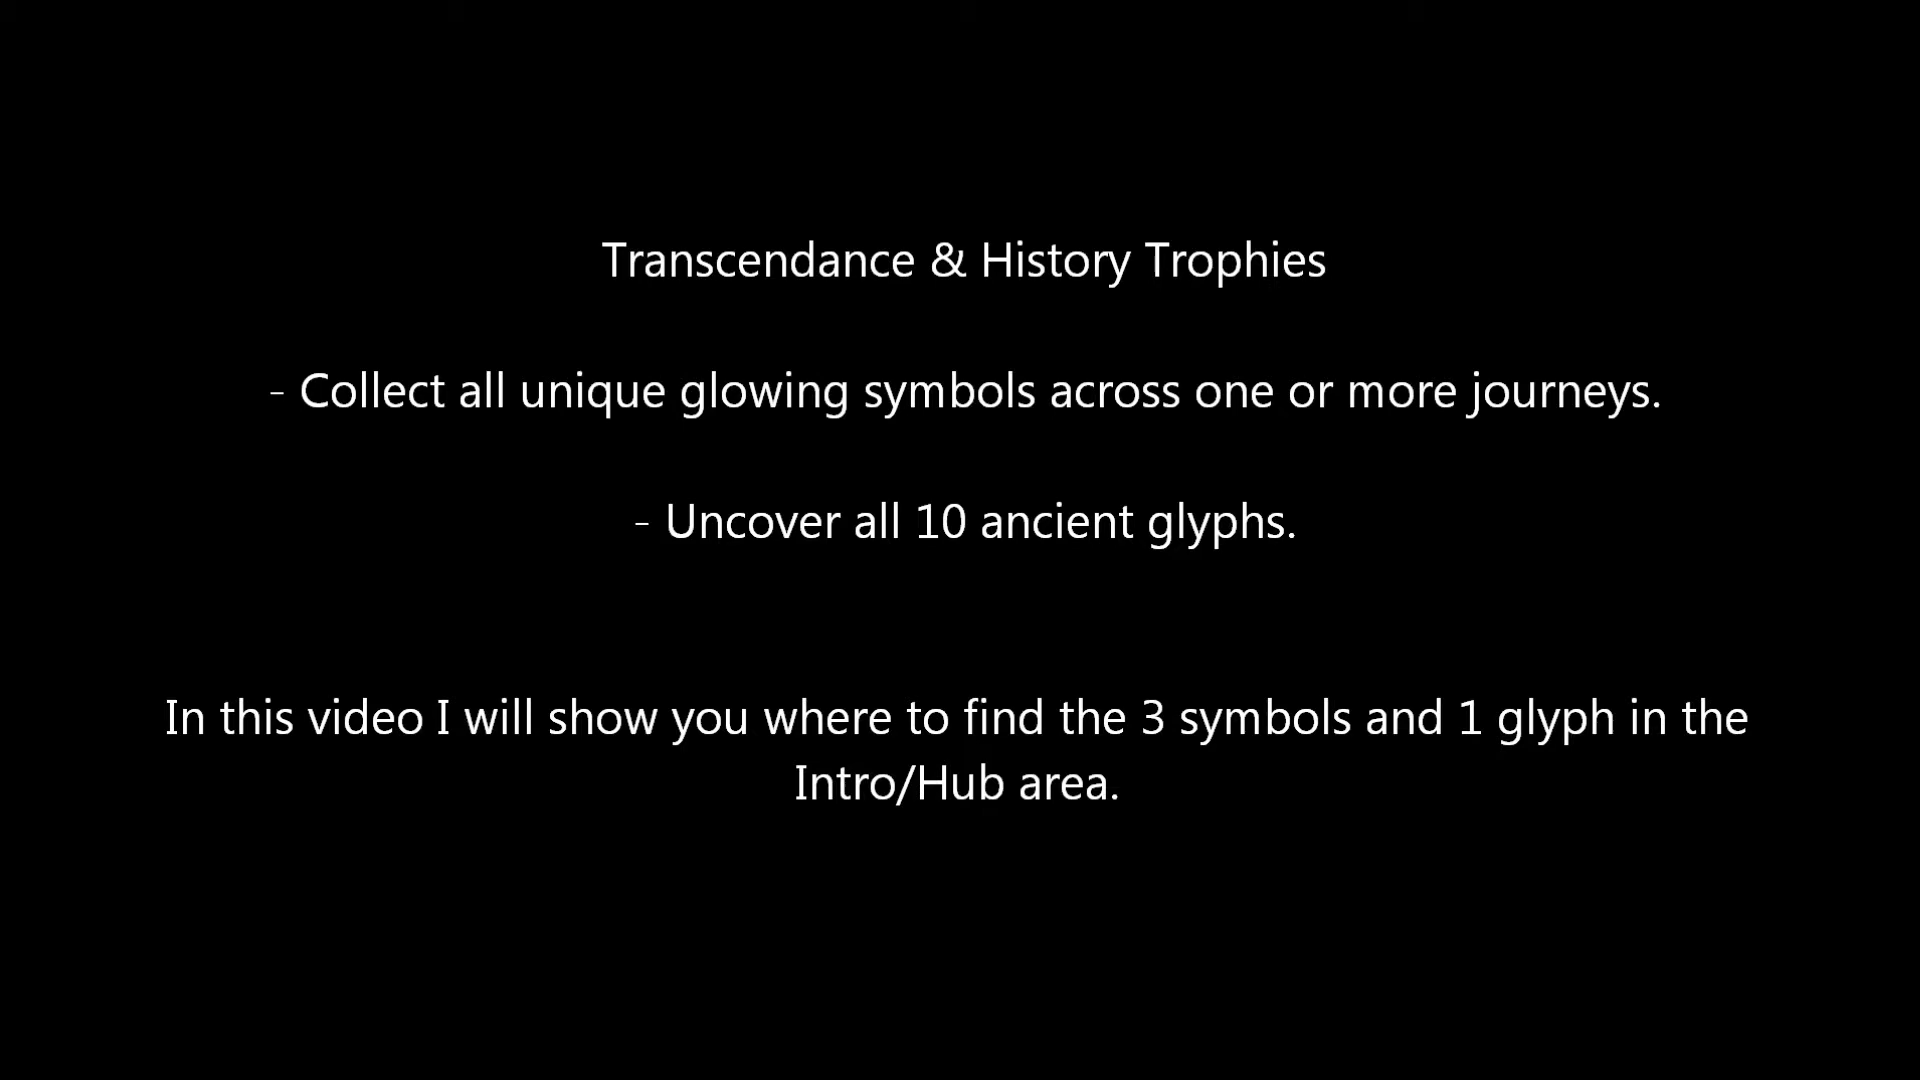 Transcendance & History Trophies
- Collect all unique glowing symbols across one or more journeys.
- Uncover all 10 ancient glyphs.
In this video I will show you where to find the 3 symbols and 1 glyph in the
Intro/Hub area.